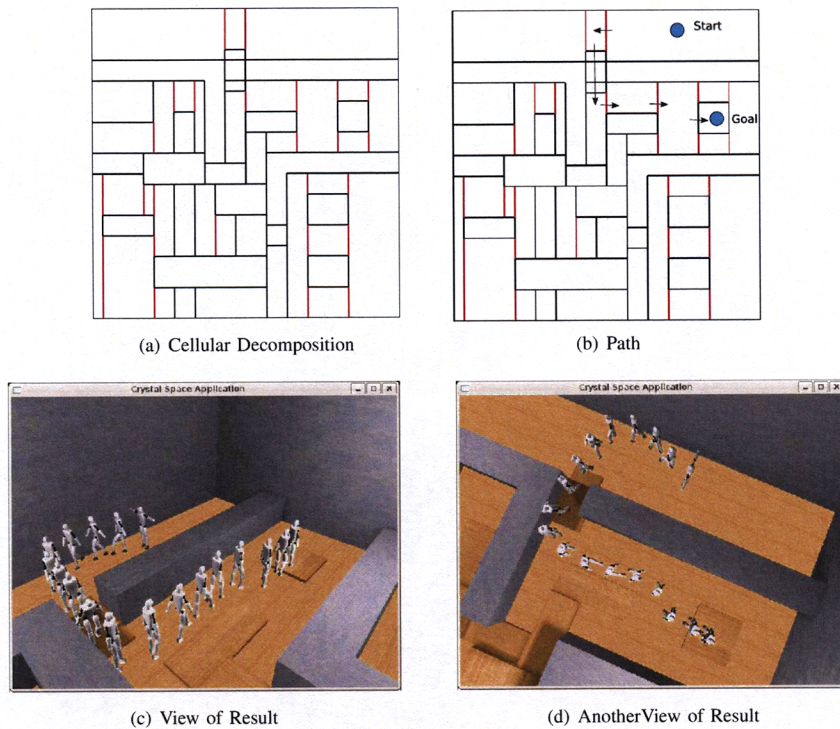 Start
Goal
(a) Cellular Decomposition
(b) Path
Crystal Space Application
Crystal Space Application
(c) View of Result
(d) AnotherView of Result